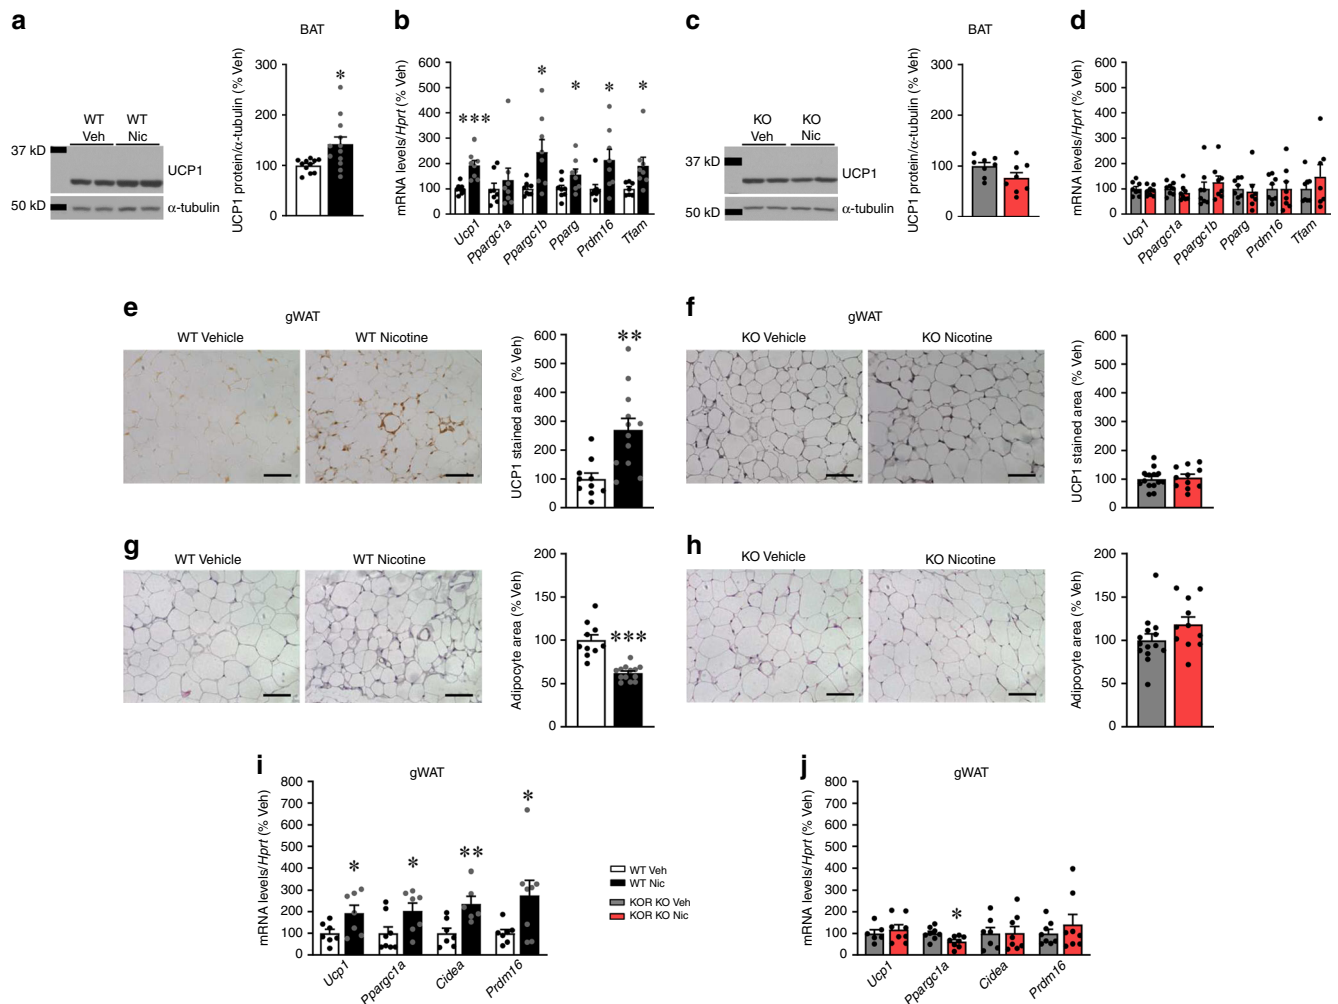 a
BAT
WT
Veh
WT
Nic
37 kD
UCP1
50 kD
α-tubulin
UCP1 protein/α-tubulin (% Veh)
300
200
100
0
*
b
mRNA levels/Hprt (% Veh)
600
500
400
300
200
100
0
***
*
*
*
*
Ucp1
Ppargc1a
Ppargc1b
Pparg
Prdm16
Tfam
c
BAT
KO
Veh
KO
Nic
37 kD
UCP1
50 kD
α-tubulin
UCP1 protein/α-tubulin (% Veh)
300
200
100
0
d
mRNA levels/Hprt (% Veh)
600
500
400
300
200
100
0
Ucp1
Ppargc1a
Ppargc1b
Pparg
Prdm16
Tfam
e
gWAT
WT Vehicle
WT Nicotine
UCP1 stained area (% Veh)
600
500
400
300
200
100
0
**
f
gWAT
KO Vehicle
KO Nicotine
UCP1 stained area (% Veh)
600
500
400
300
200
100
0
g
WT Vehicle
WT Nicotine
Adipocyte area (% Veh)
200
150
100
50
0
***
h
KO Vehicle
KO Nicotine
Adipocyte area (% Veh)
200
150
100
50
0
i
gWAT
mRNA levels/Hprt (% Veh)
800
700
600
500
400
300
200
100
0
*
*
**
*
Ucp1
Ppargc1a
Cidea
Prdm16
WT Veh
WT Nic
KOR KO Veh
KOR KO Nic
j
gWAT
mRNA levels/Hprt (% Veh)
800
700
600
500
400
300
200
100
0
*
Ucp1
Ppargc1a
Cidea
Prdm16